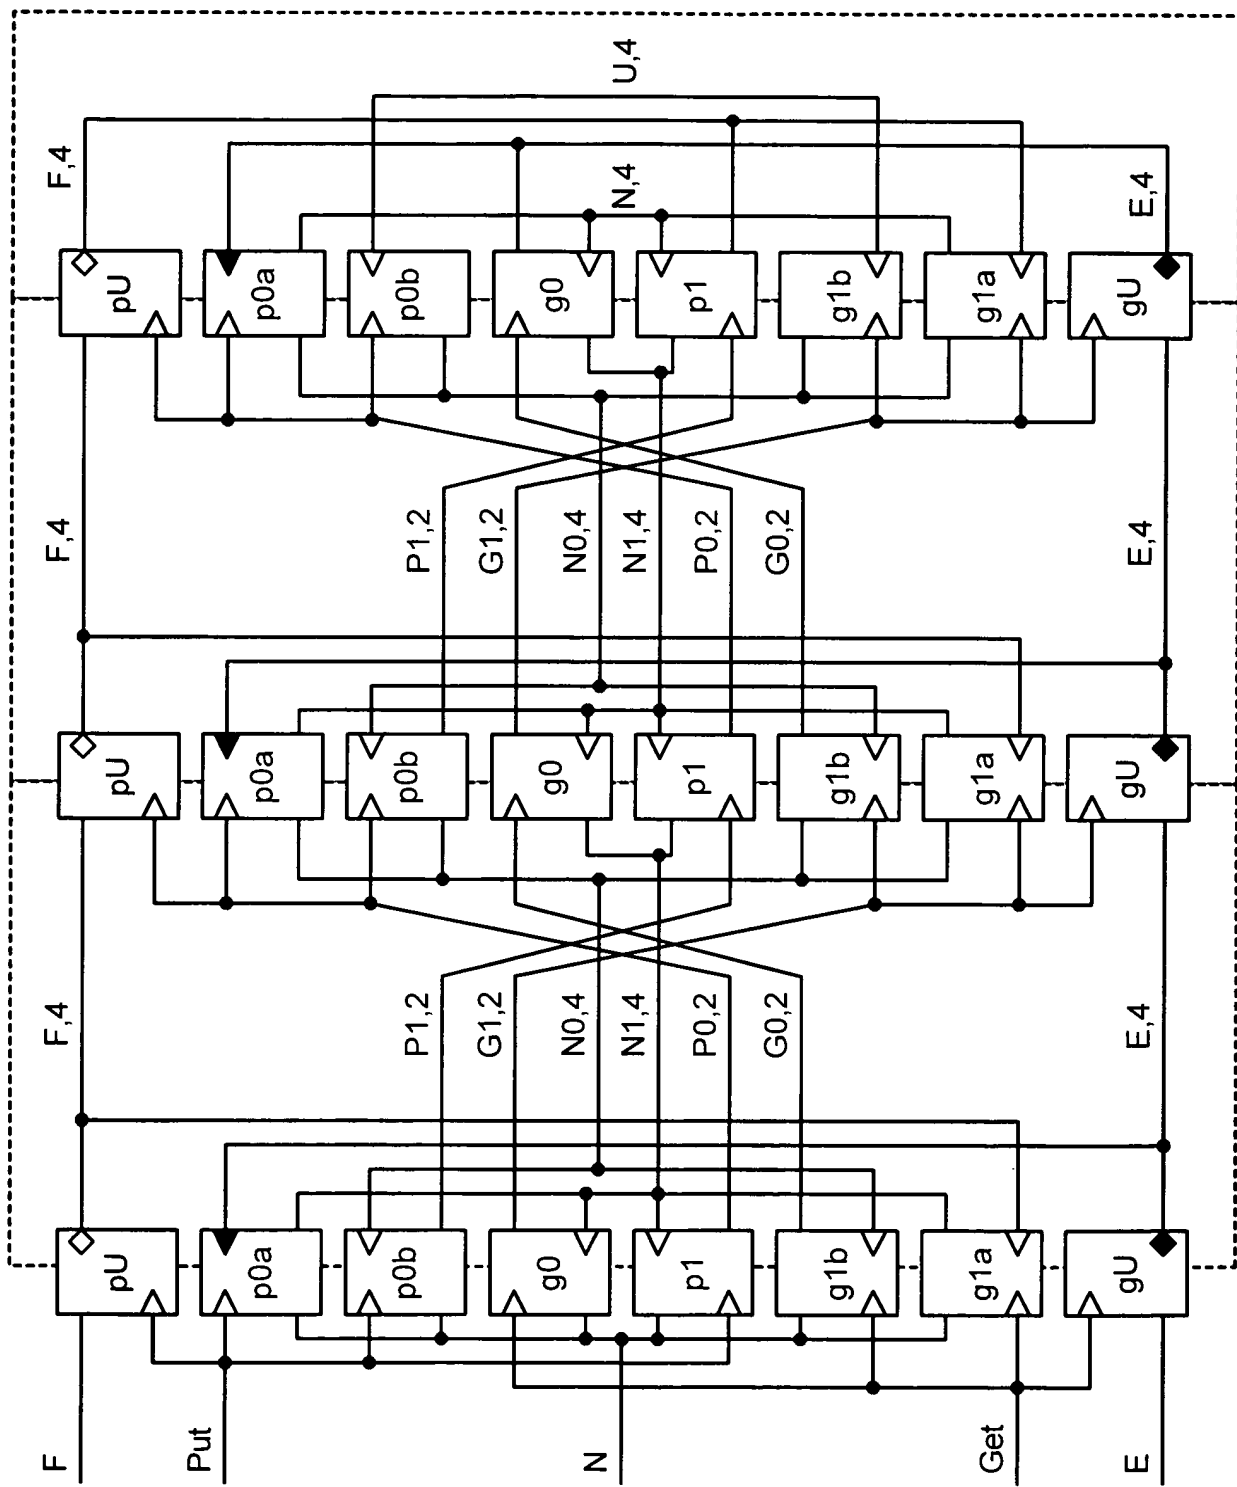 F,4
U,4
N,4
E,4
pU
p0a
p0b
g0
p1
g1b
g1a
gU
F,4
P1,2
G1,2
N0,4
N1,4
P0,2
G0,2
E,4
pU
p0a
p0b
g0
p1
g1b
g1a
gU
F,4
P1,2
G1,2
N0,4
N1,4
P0,2
G0,2
E,4
pU
p0a
p0b
g0
p1
g1b
g1a
gU
F
Put
N
Get
E